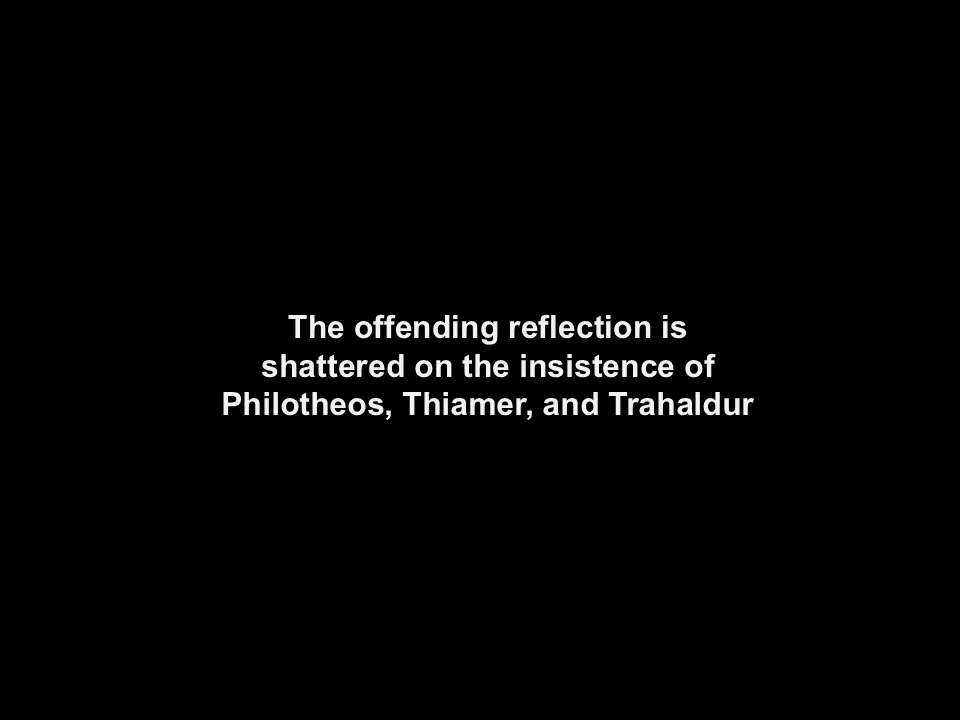 The offending reflection is
shattered on the insistence of
Philotheos, Thiamer, and Trahaldur